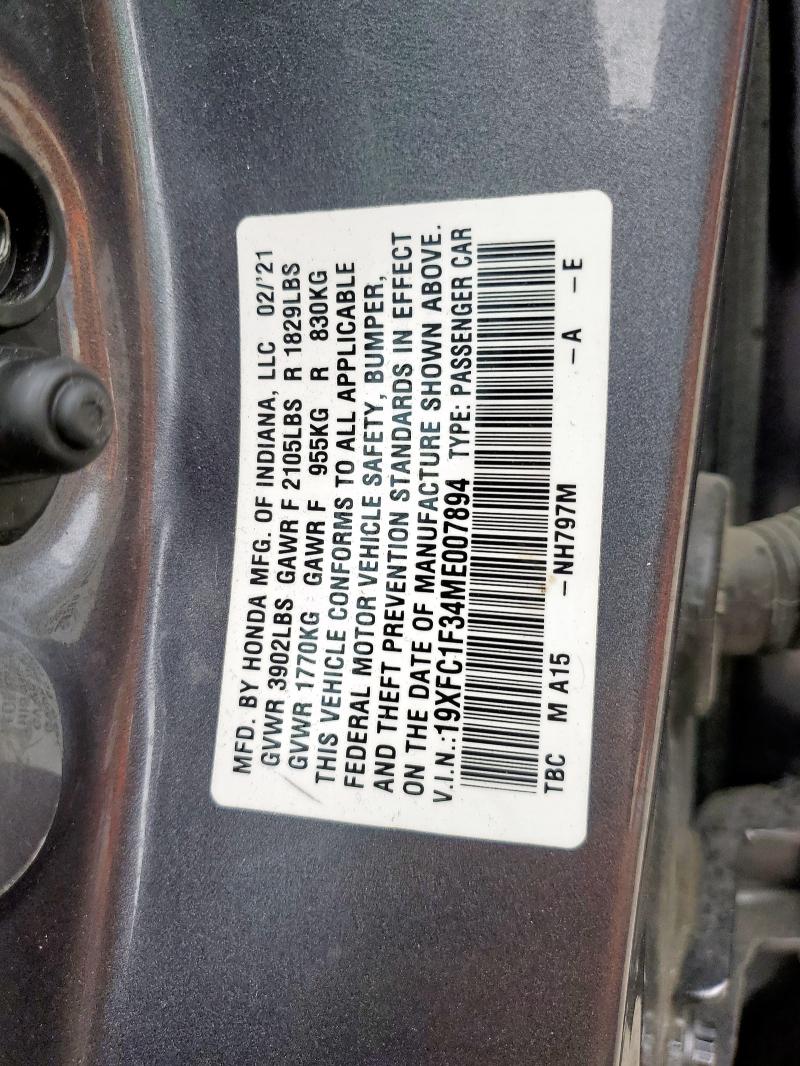 MFD. BY HONDA MFG. OF INDIANA, LLC 02/'21
GVWR 3902LBS GAWR F 2105LBS R 1829LBS
GVWR 1770KG GAWR F 955KG R 830KG
THIS VEHICLE CONFORMS TO ALL APPLICABLE
FEDERAL MOTOR VEHICLE SAFETY, BUMPER,
AND THEFT PREVENTION STANDARDS IN EFFECT
ON THE DATE OF MANUFACTURE SHOWN ABOVE.
V.I.N.:19XFC1F34ME007894 TYPE: PASSENGER CAR
TBC M A15 -NH797M -A -E